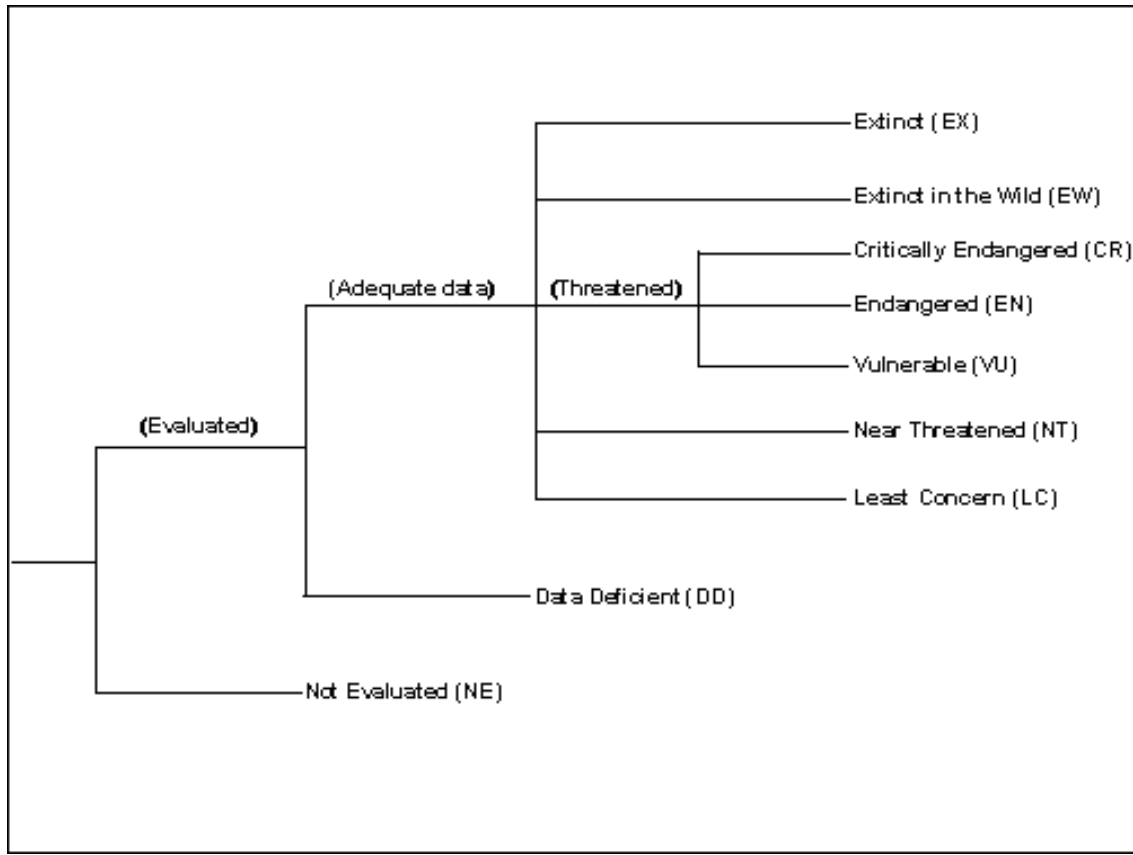 Extinct (EX)
Extinct in the Wild (EW)
Critically Endangered (CR)
(Adequate data)
(Threatened)
Endangered (EN)
Vulnerable (VU)
(Evaluated)
Near Threatened (NT)
Least Concern (LC)
Data Deficient (DD)
Not Evaluated (NE)